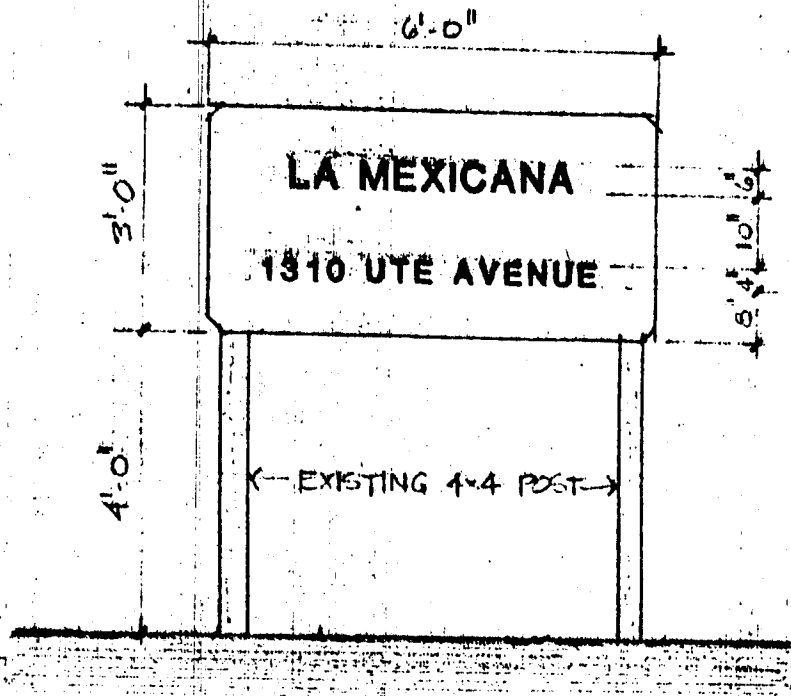 6'-0"
LA MEXICANA
1310 UTE AVENUE
3'-0"
6"
10"
4"
8"
4'-0"
EXISTING 4x4 POST